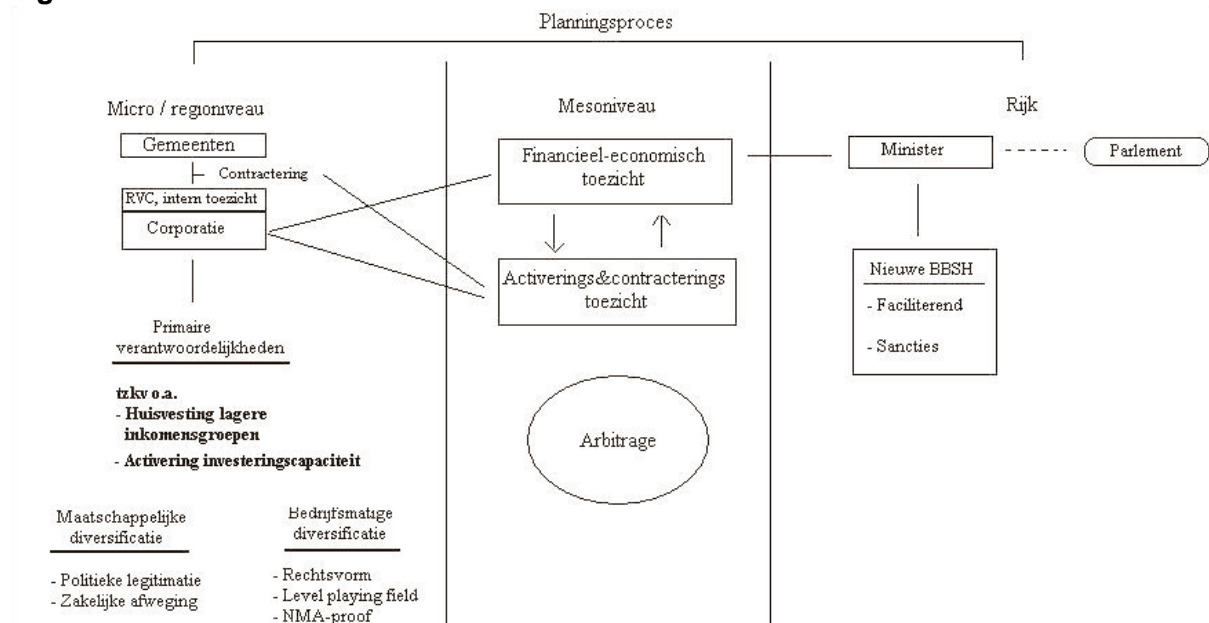 Planningsproces
Micro / regioniveau
Gemeenten
Contractering
RVC, intern toezicht
Corporatie
Primaire
verantwoordelijkheden
tzkv o.a.
- Huisvesting lagere
inkomensgroepen
- Activering investeringscapaciteit
Maatschappelijke
diversificatie
- Politieke legitimatie
- Zakelijke afweging
Bedrijfsmatige
diversificatie
- Rechtsvorm
- Level playing field
- NMA-proof
Mesoniveau
Financieel-economisch
toezicht
Activerings&contracterings
toezicht
Arbitrage
Rijk
Minister
Parlement
Nieuwe BBSH
- Faciliterend
- Sancties